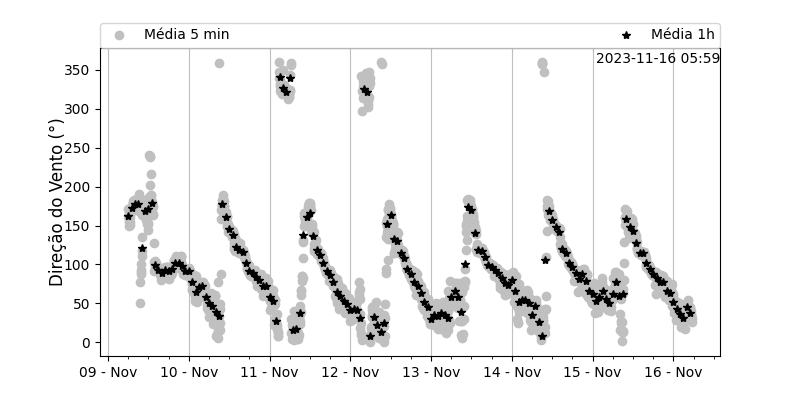 Média 5 min
Média 1h
2023-11-16 05:59
Direção do Vento (°)
350
300
250
200
150
100
50
0
09 - Nov
10 - Nov
11 - Nov
12 - Nov
13 - Nov
14 - Nov
15 - Nov
16 - Nov